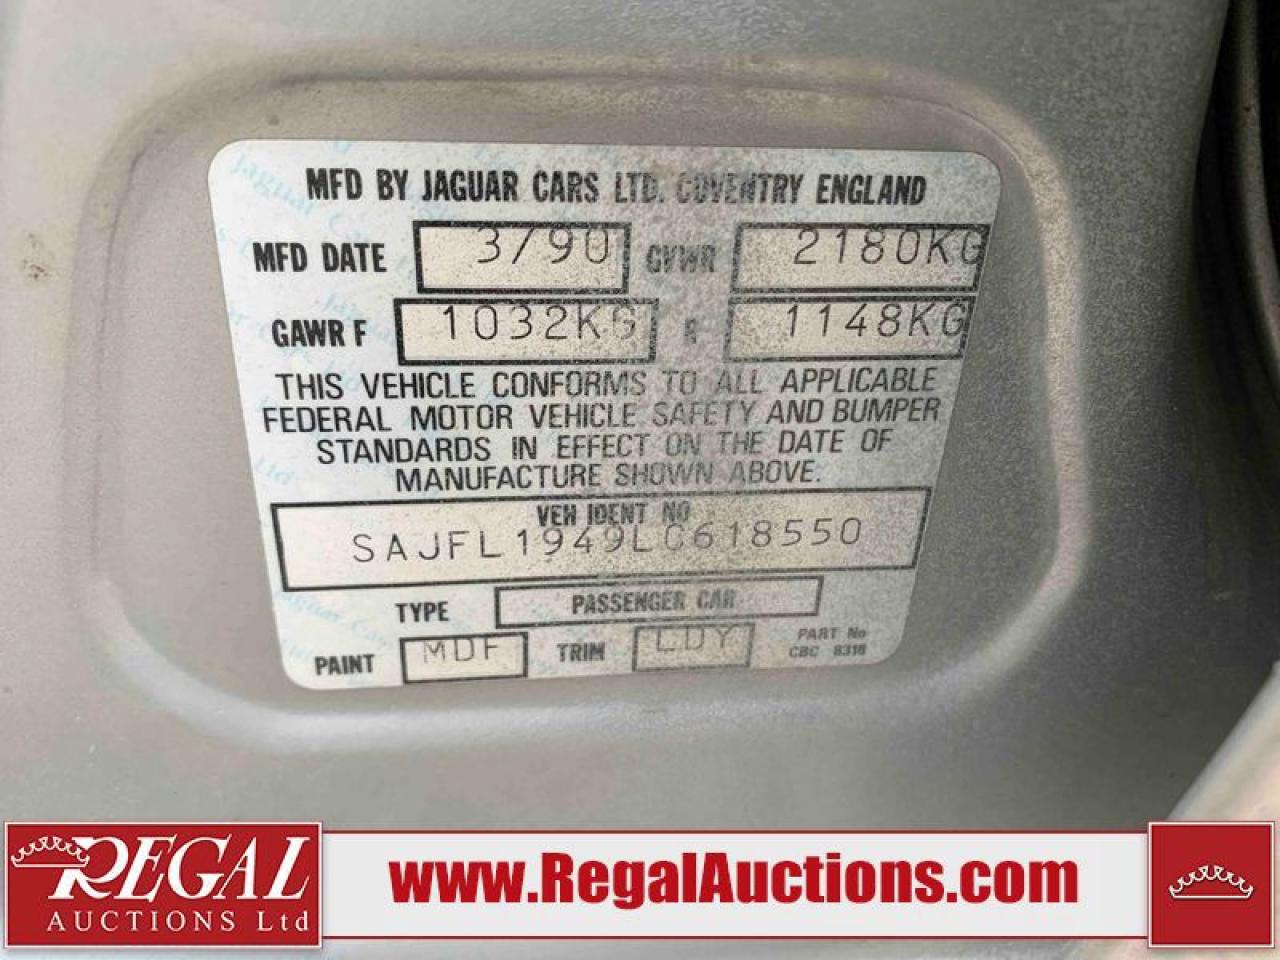 MFD BY JAGUAR CARS LTD. COVENTRY ENGLAND
MFD DATE 3/90 GVWR 2180KG
GAWR F 1032KG R 1148KG
THIS VEHICLE CONFORMS TO ALL APPLICABLE
FEDERAL MOTOR VEHICLE SAFETY AND BUMPER
STANDARDS IN EFFECT ON THE DATE OF
MANUFACTURE SHOWN ABOVE.
VEH IDENT NO
SAJFL1949LC618550
TYPE PASSENGER CAR
PAINT MDF TRIM LDY
PART No
CBC 8318
REGAL
AUCTIONS Ltd
www.RegalAuctions.com